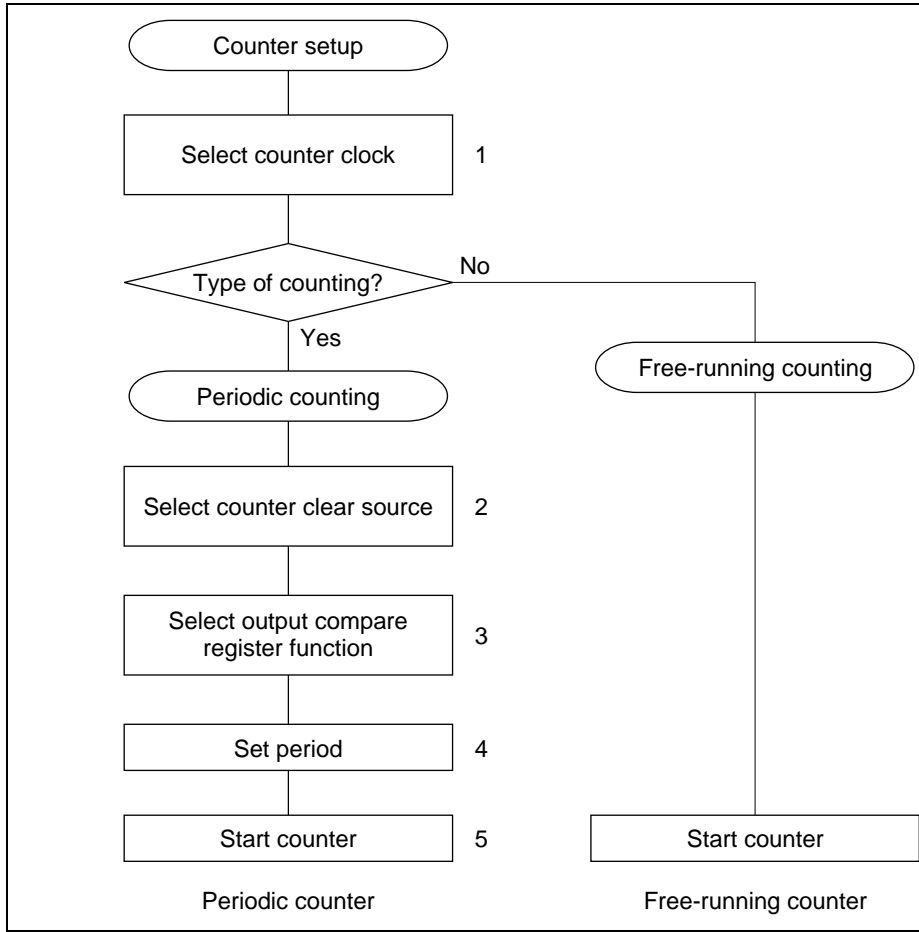 Counter setup
Select counter clock
1
Type of counting?
No
Yes
Free-running counting
Periodic counting
Select counter clear source
2
Select output compare
register function
3
Set period
4
Start counter
5
Start counter
Periodic counter
Free-running counter